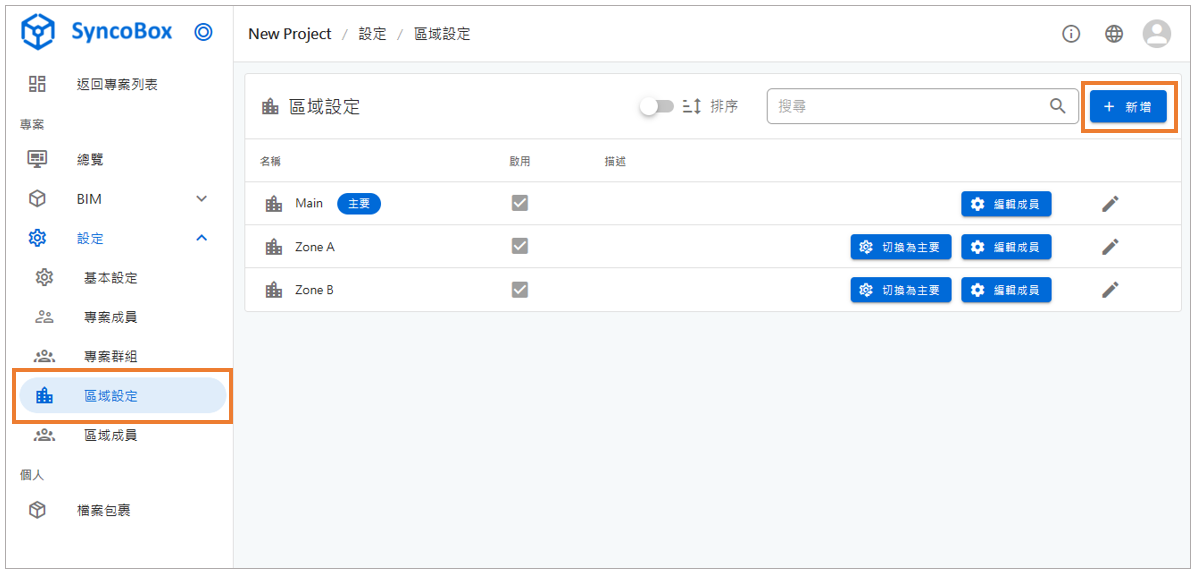 SyncoBox
New Project / 設定 / 區域設定
返回專案列表
專案
總覽
BIM
設定
基本設定
專案成員
專案群組
區域設定
區域成員
個人
檔案包裹
區域設定
排序
搜尋
+ 新增
名稱 啟用 描述
Main 主要 編輯成員
Zone A 切換為主要 編輯成員
Zone B 切換為主要 編輯成員